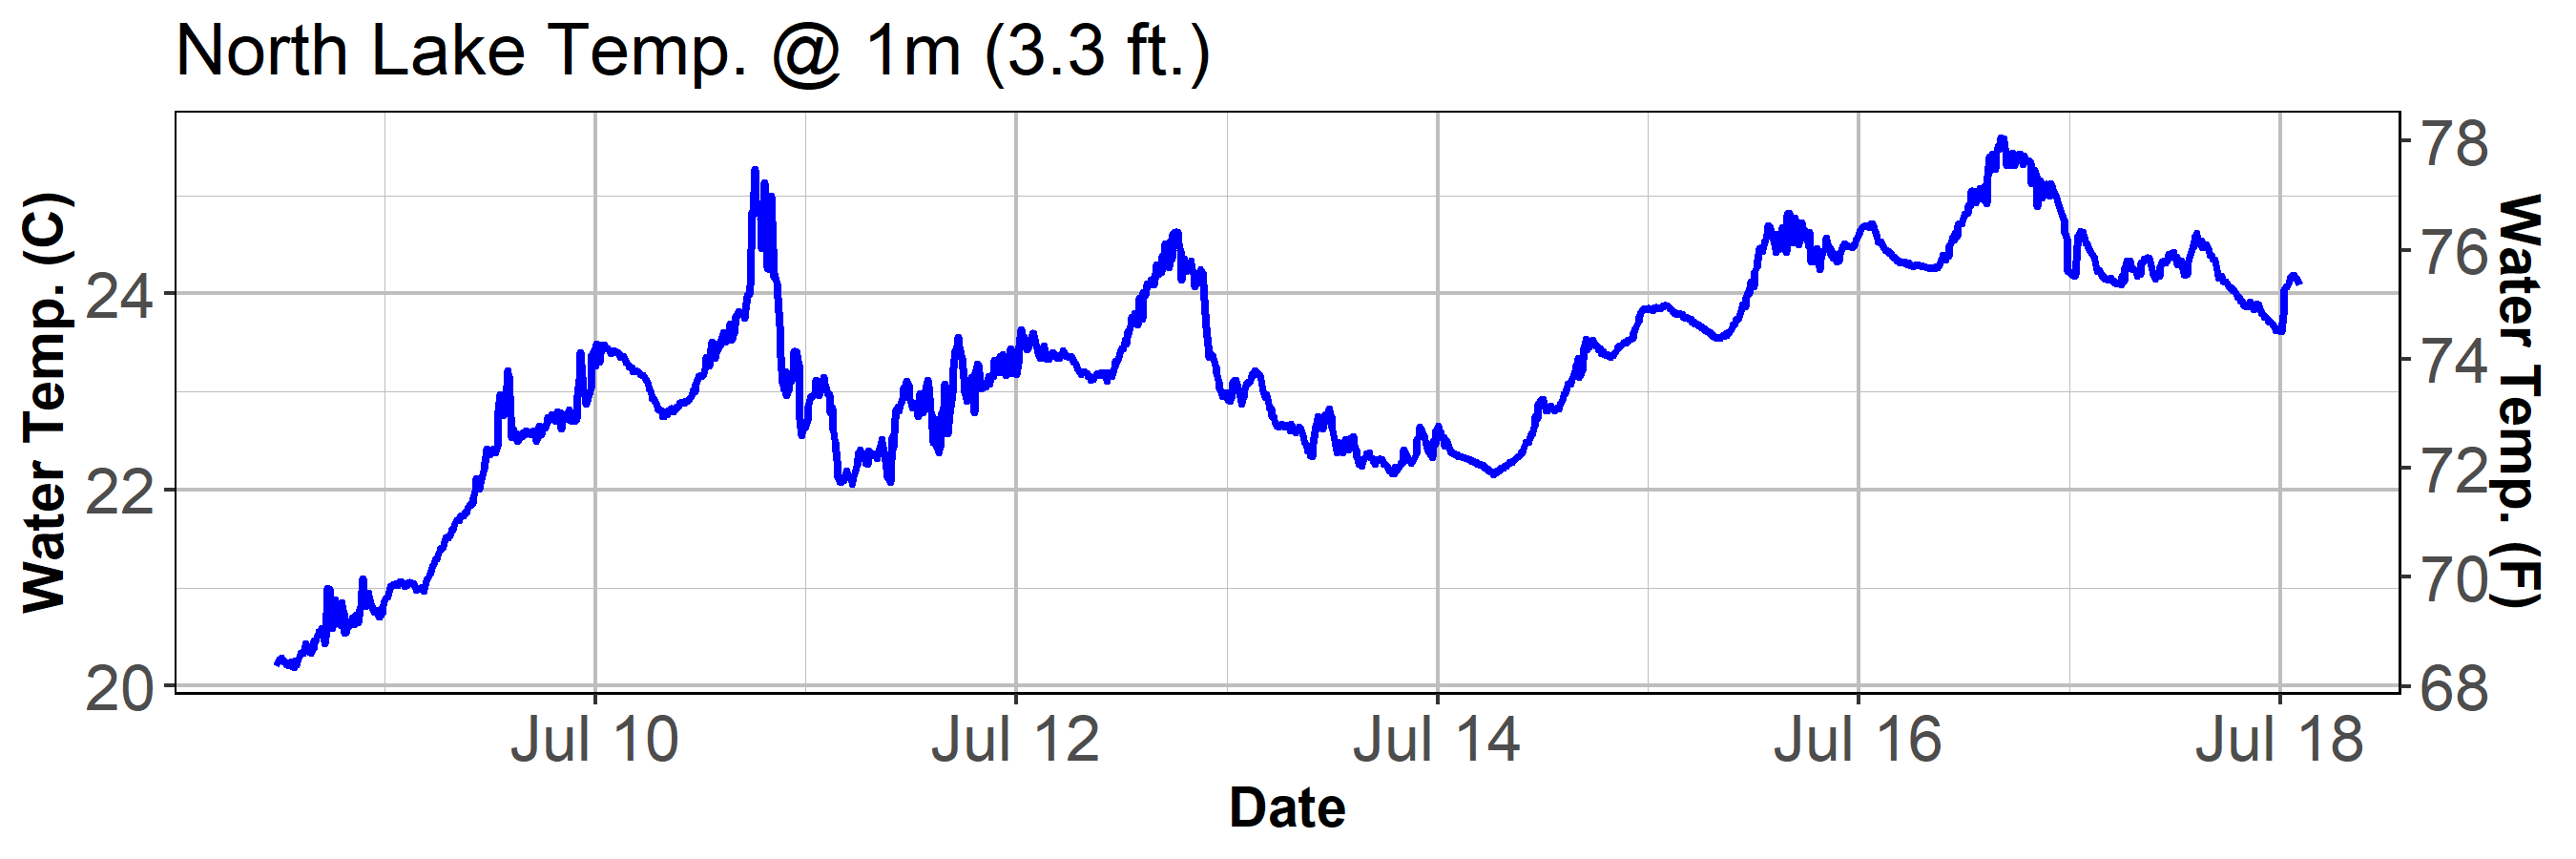 North Lake Temp. @ 1m (3.3 ft.)
Water Temp. (C)
24
22
20
78
76
74
72
70
68
Water Temp. (F)
Jul 10 Jul 12 Jul 14 Jul 16 Jul 18
Date